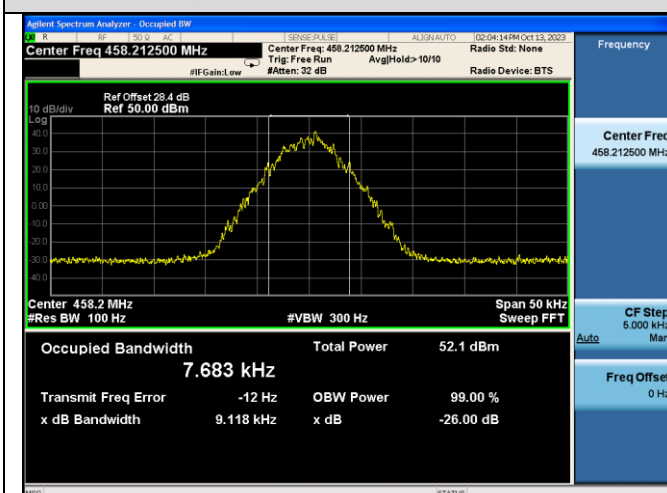 Agilent Spectrum Analyzer - Occupied BW
R RF 50 Ω AC SENSE:PULSE ALIGNAUTO 02:04:14 PM Oct 13, 2023
Center Freq 458.212500 MHz
Center Freq: 458.212500 MHz Radio Std: None
Trig: Free Run Avg|Hold:>10/10
#IFGain:Low #Atten: 32 dB Radio Device: BTS
Frequency
Ref Offset 28.4 dB
10 dB/div Ref 50.00 dBm
Log
40.0
30.0
20.0
10.0
0.00
-10.0
-20.0
-30.0
-40.0
Center Freq
458.212500 MHz
Center 458.2 MHz Span 50 kHz
#Res BW 100 Hz #VBW 300 Hz Sweep FFT
CF Step
5.000 kHz
Auto Man
Occupied Bandwidth Total Power 52.1 dBm
7.683 kHz
Freq Offset
0 Hz
Transmit Freq Error -12 Hz OBW Power 99.00 %
x dB Bandwidth 9.118 kHz x dB -26.00 dB
MSG STATUS